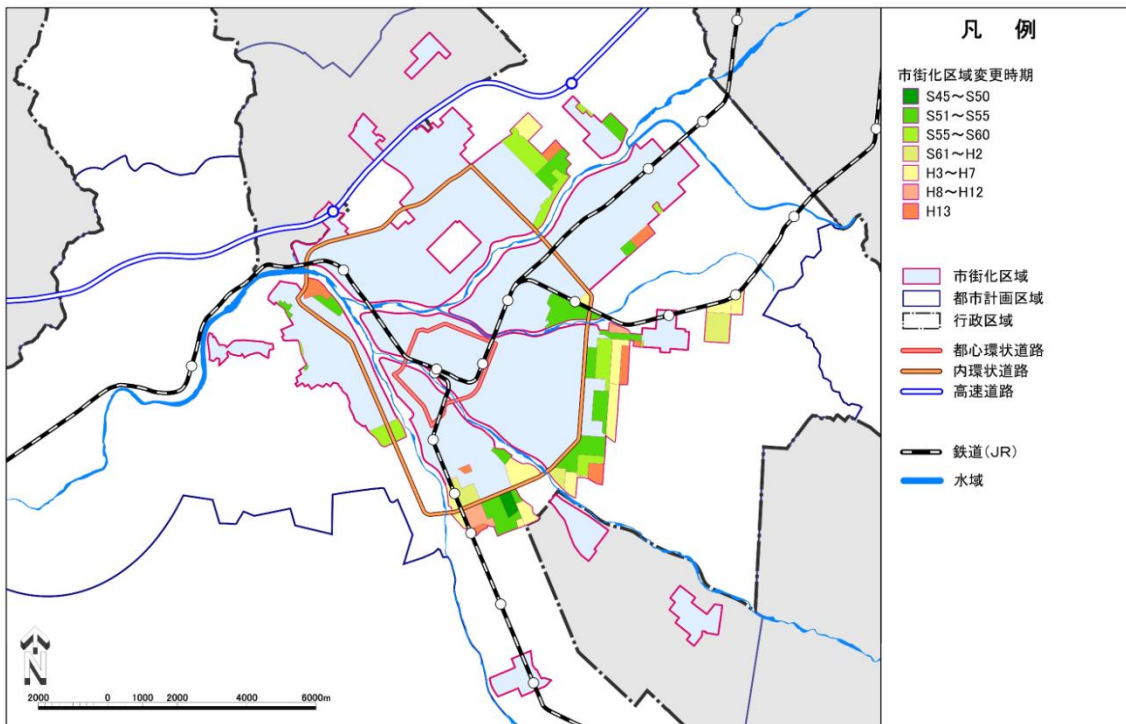 凡 例
市街化区域変更時期
S45～S50
S51～S55
S55～S60
S61～H2
H3～H7
H8～H12
H13
市街化区域
都市計画区域
行政区域
都心環状道路
内環状道路
高速道路
鉄道(JR)
水域
N
2000 0 1000 2000 4000 6000m